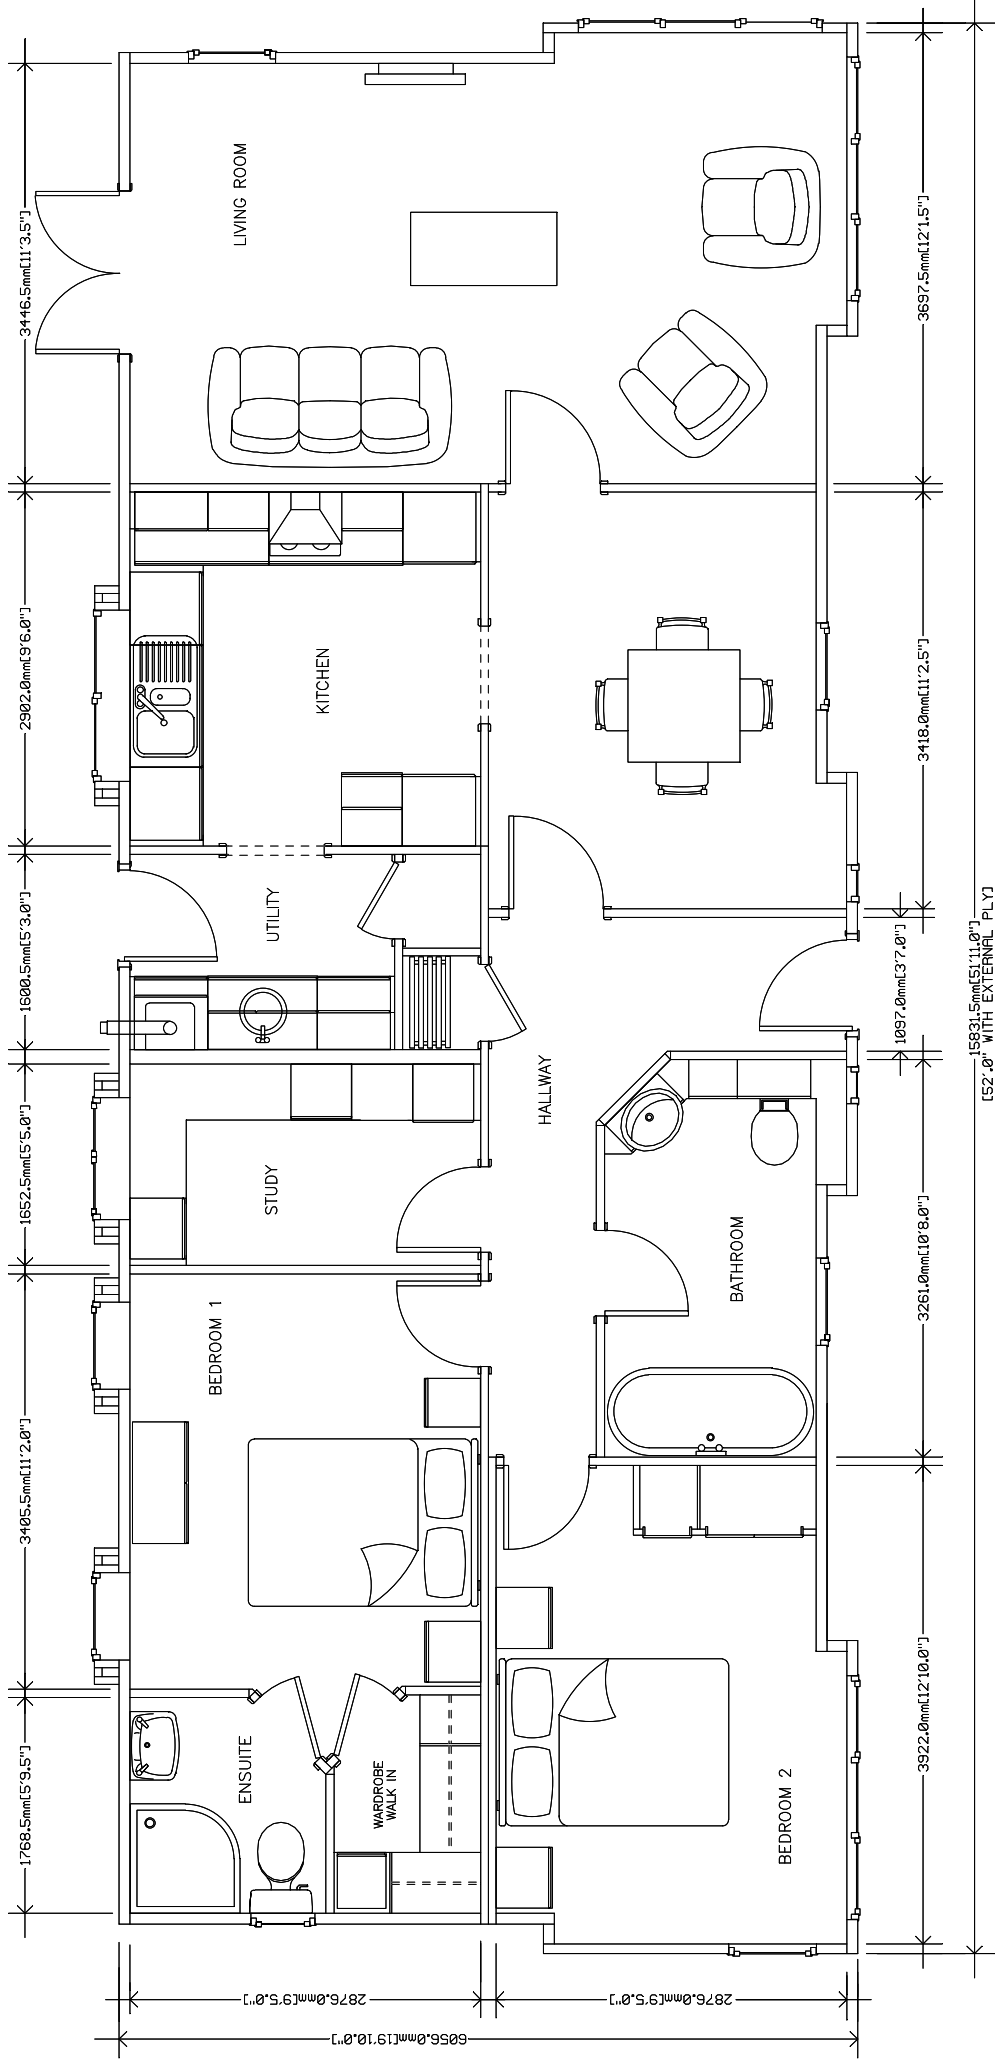 LIVING ROOM
KITCHEN
UTILITY
HALLWAY
STUDY
BATHROOM
BEDROOM 1
ENSUITE
WARDROBE
WALK IN
BEDROOM 2
3446.5mm[11'3.5"]
2902.0mm[9'6.0"]
1600.5mm[5'3.0"]
1652.5mm[5'5.0"]
3405.5mm[11'2.0"]
1768.5mm[5'9.5"]
3697.5mm[12'1.5"]
3418.0mm[11'2.5"]
1097.0mm[3'7.0"]
3261.0mm[10'8.0"]
3922.0mm[12'10.0"]
15831.5mm[51'11.0"]
[52'.0" WITH EXTERNAL PLY]
2876.0mm[9'5.0"]
2876.0mm[9'5.0"]
6056.0mm[19'10.0"]